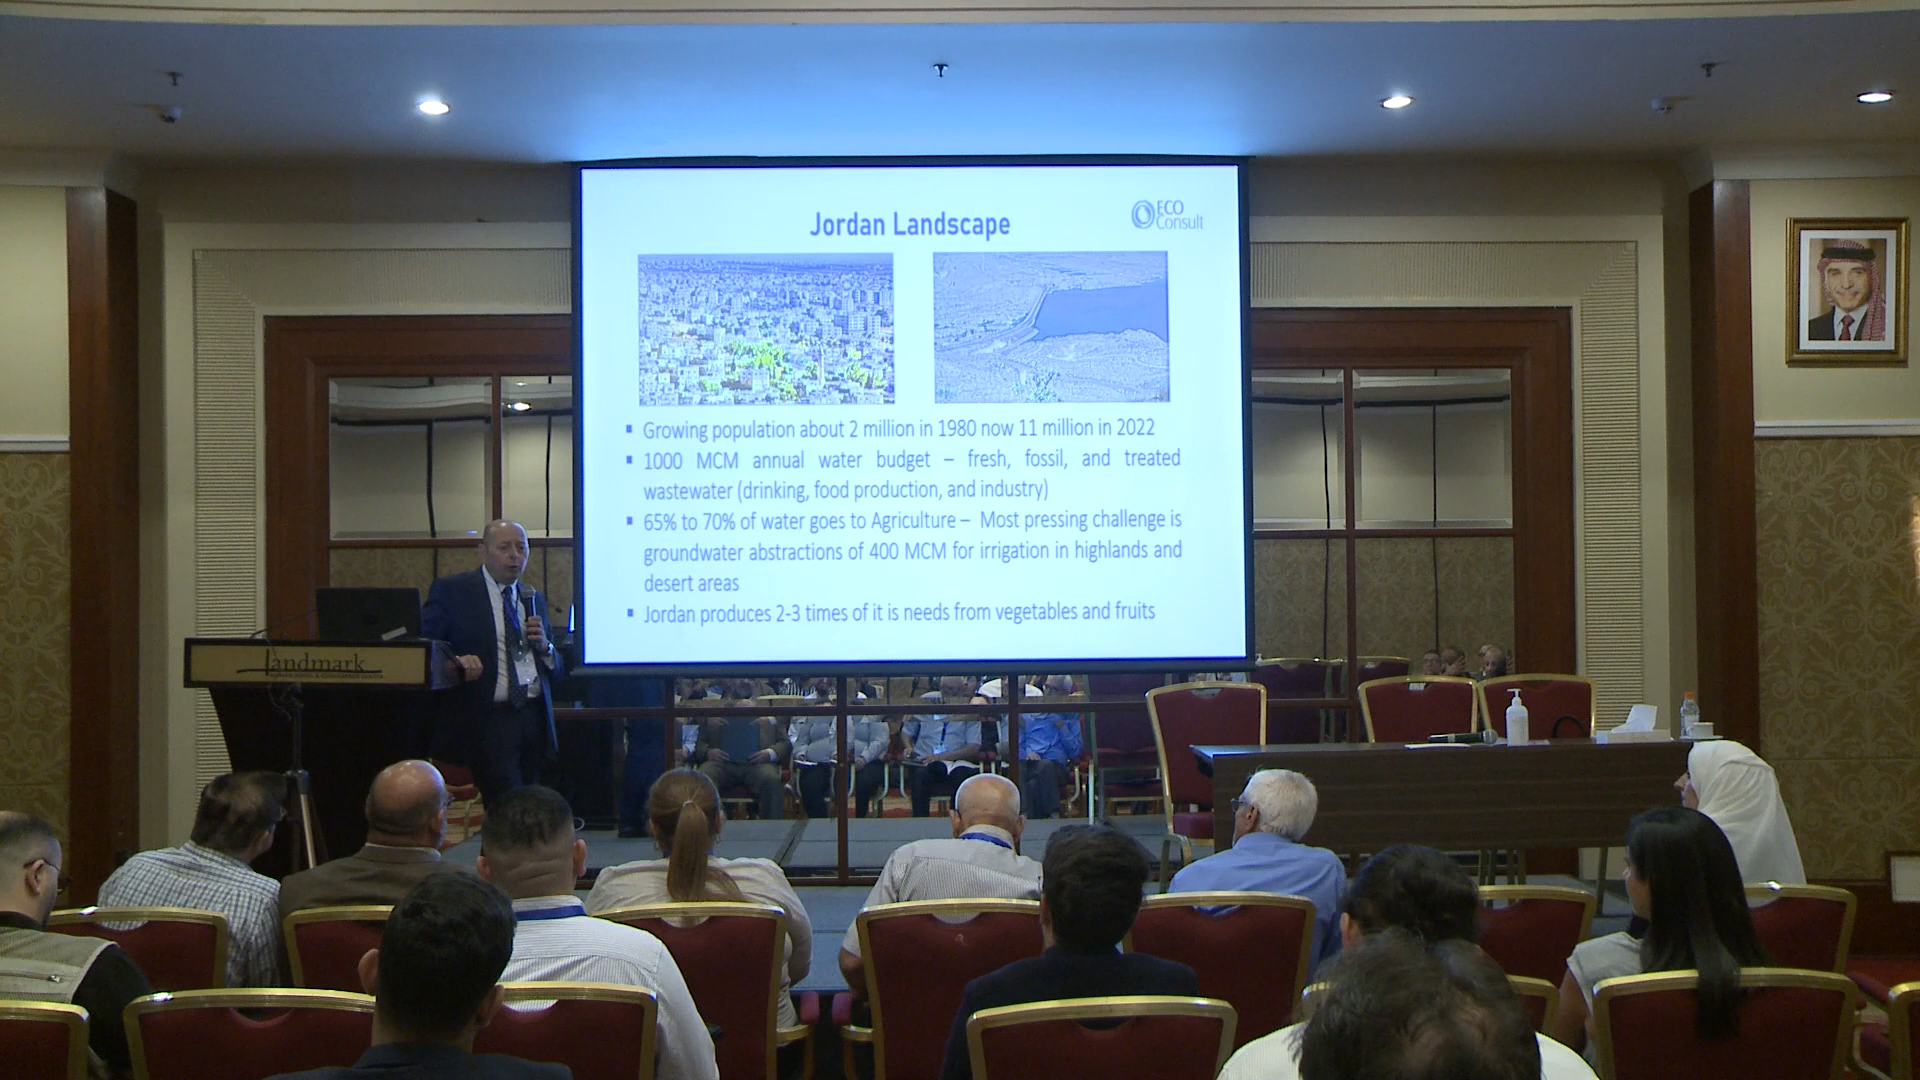 Jordan Landscape
ECO
Consult
▪ Growing population about 2 million in 1980 now 11 million in 2022
▪ 1000 MCM annual water budget – fresh, fossil, and treated
wastewater (drinking, food production, and industry)
▪ 65% to 70% of water goes to Agriculture – Most pressing challenge is
groundwater abstractions of 400 MCM for irrigation in highlands and
desert areas
▪ Jordan produces 2-3 times of it is needs from vegetables and fruits
Landmark